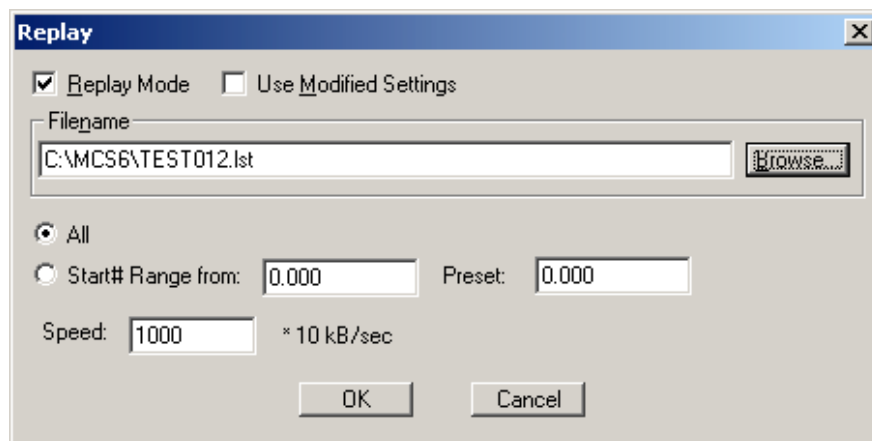 Replay
Replay Mode Use Modified Settings
Filename
C:\MCS6\TEST012.lst Browse...
All
Start# Range from: 0.000 Preset: 0.000
Speed: 1000 * 10 kB/sec
OK Cancel